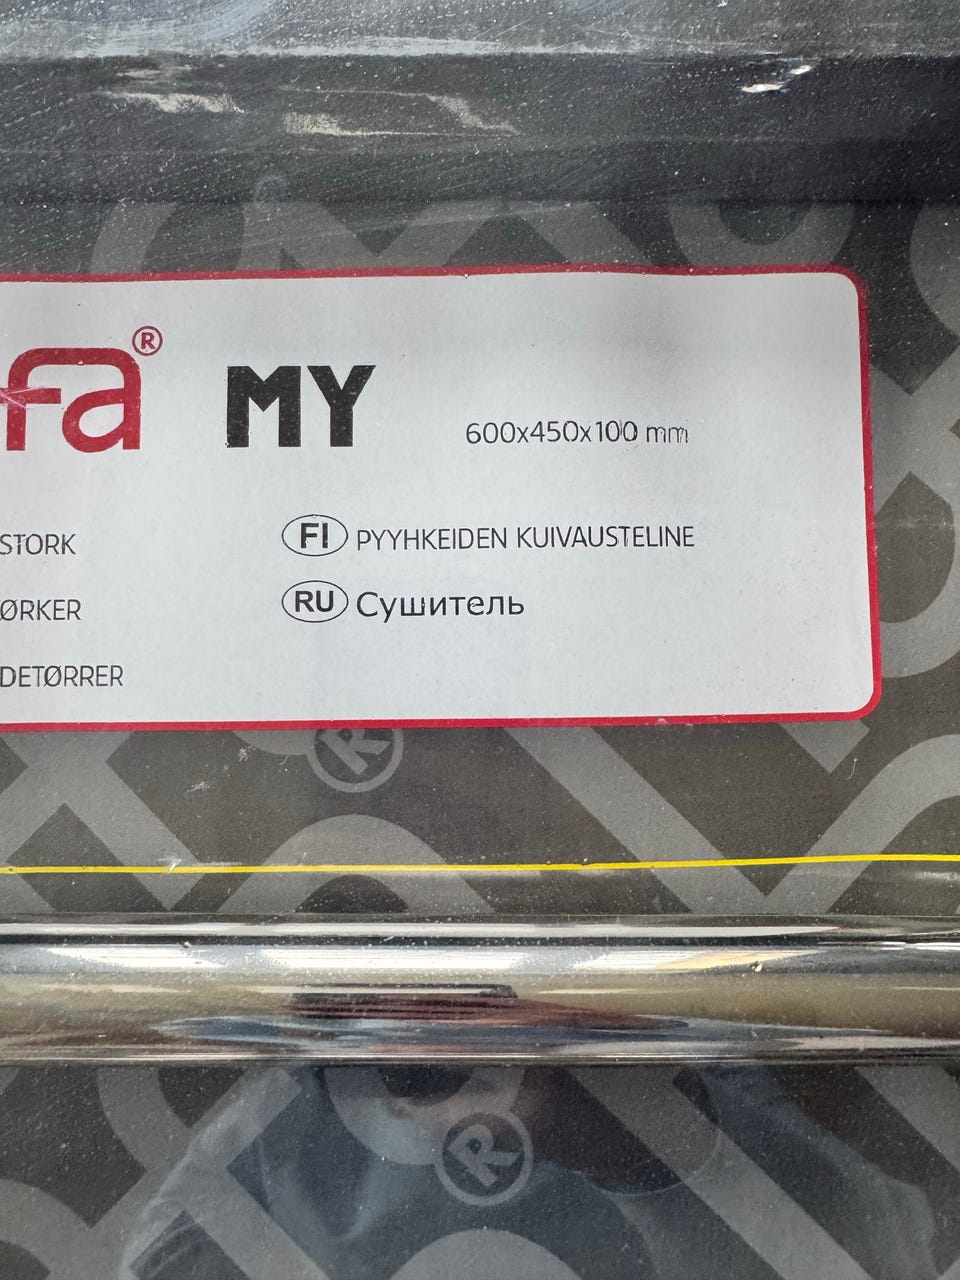 fa® MY 600x450x100 mm
STORK
ØRKER
DETØRRER
FI PYYHKEIDEN KUIVAUSTELINE
RU Сушитель
®
®